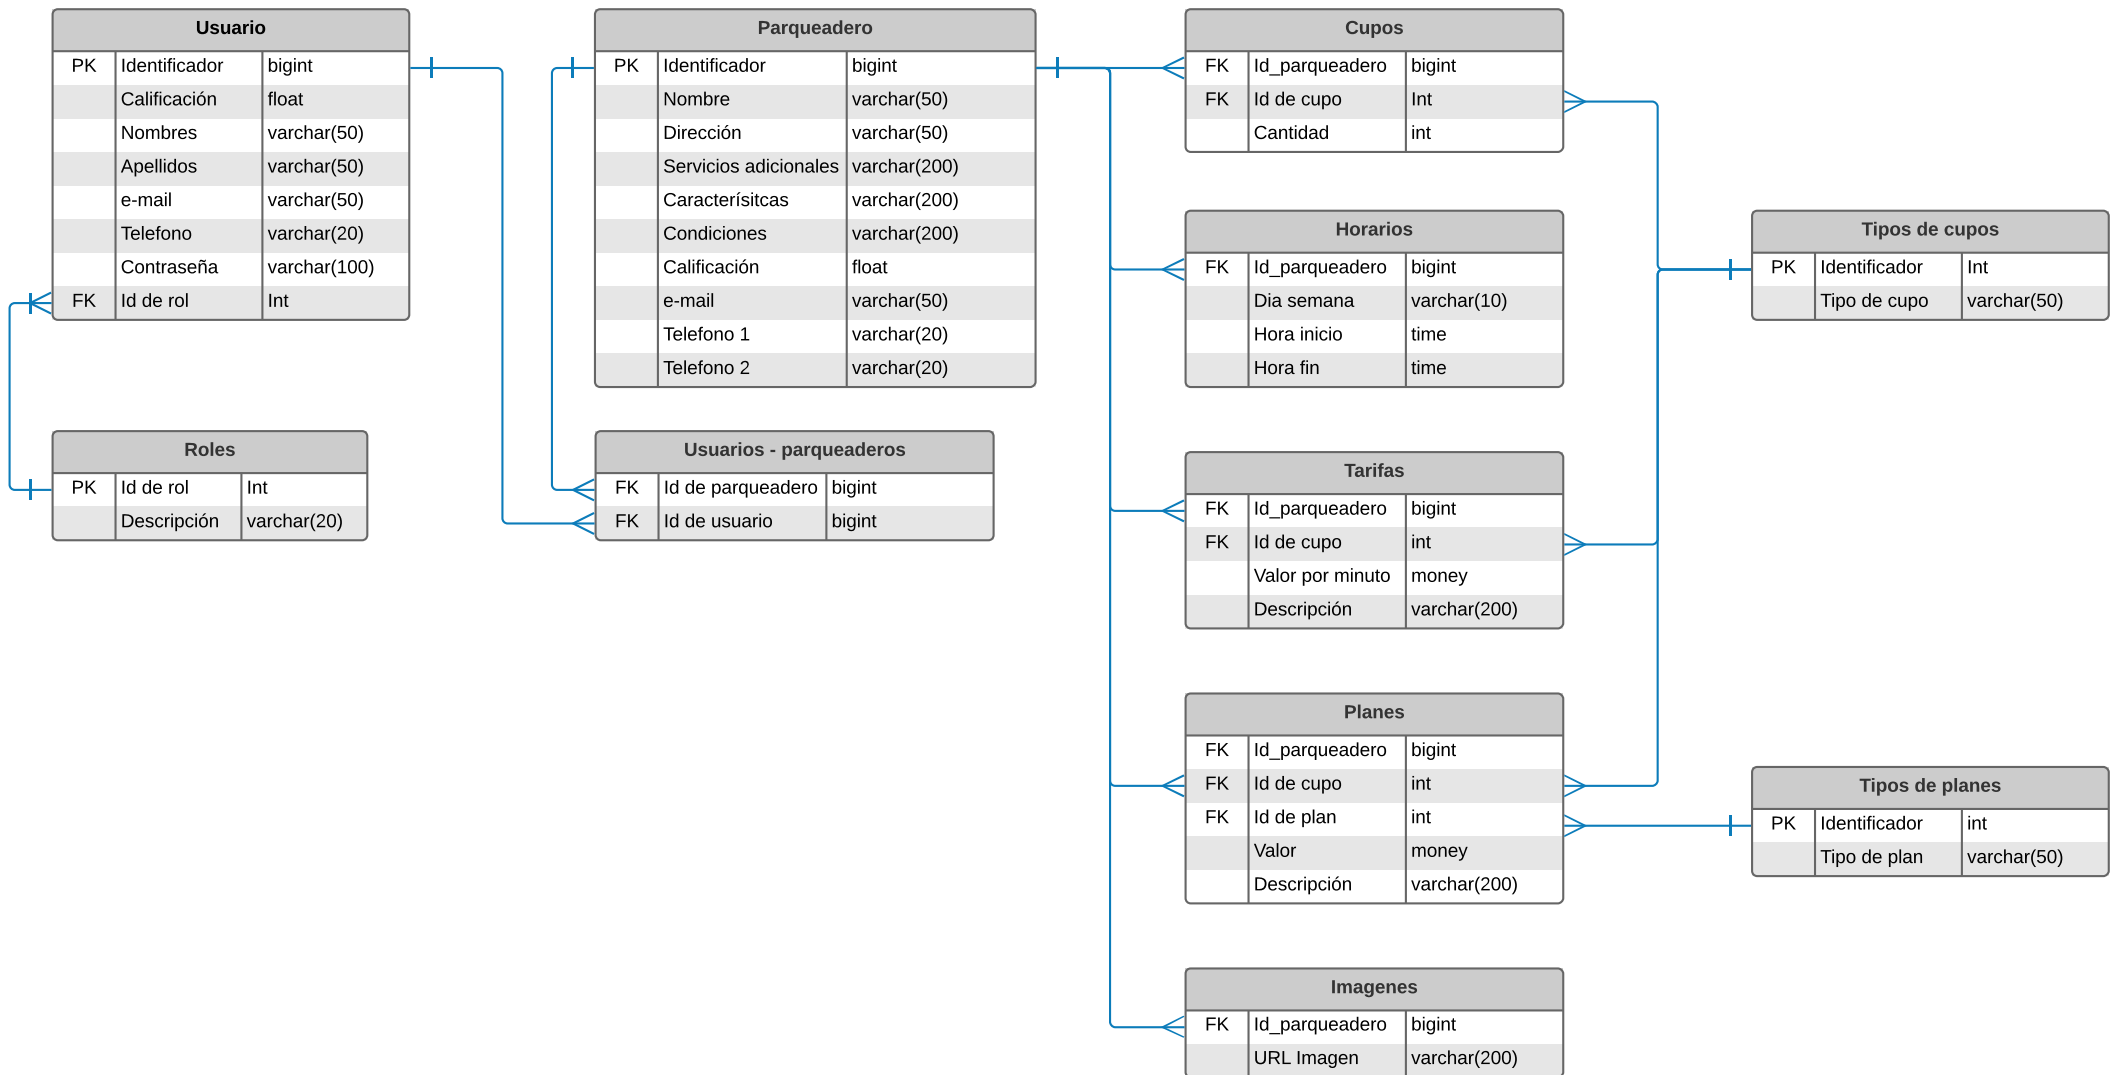 Usuario
PK Identificador bigint
Calificación float
Nombres varchar(50)
Apellidos varchar(50)
e-mail varchar(50)
Telefono varchar(20)
Contraseña varchar(100)
FK Id de rol Int
Roles
PK Id de rol Int
Descripción varchar(20)
Parqueadero
PK Identificador bigint
Nombre varchar(50)
Dirección varchar(50)
Servicios adicionales varchar(200)
Caracterísitcas varchar(200)
Condiciones varchar(200)
Calificación float
e-mail varchar(50)
Telefono 1 varchar(20)
Telefono 2 varchar(20)
Usuarios - parqueaderos
FK Id de parqueadero bigint
FK Id de usuario bigint
Cupos
FK Id_parqueadero bigint
FK Id de cupo Int
Cantidad int
Horarios
FK Id_parqueadero bigint
Dia semana varchar(10)
Hora inicio time
Hora fin time
Tarifas
FK Id_parqueadero bigint
FK Id de cupo int
Valor por minuto money
Descripción varchar(200)
Planes
FK Id_parqueadero bigint
FK Id de cupo int
FK Id de plan int
Valor money
Descripción varchar(200)
Imagenes
FK Id_parqueadero bigint
URL Imagen varchar(200)
Tipos de cupos
PK Identificador Int
Tipo de cupo varchar(50)
Tipos de planes
PK Identificador int
Tipo de plan varchar(50)